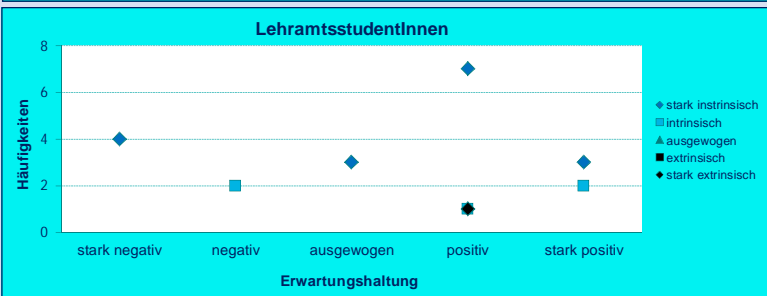 LehramtsstudentInnen
8
6
4
2
0
Häufigkeiten
stark negativ
negativ
ausgewogen
positiv
stark positiv
Erwartungshaltung
stark instrinsisch
intrinsisch
ausgewogen
extrinsisch
stark extrinsisch